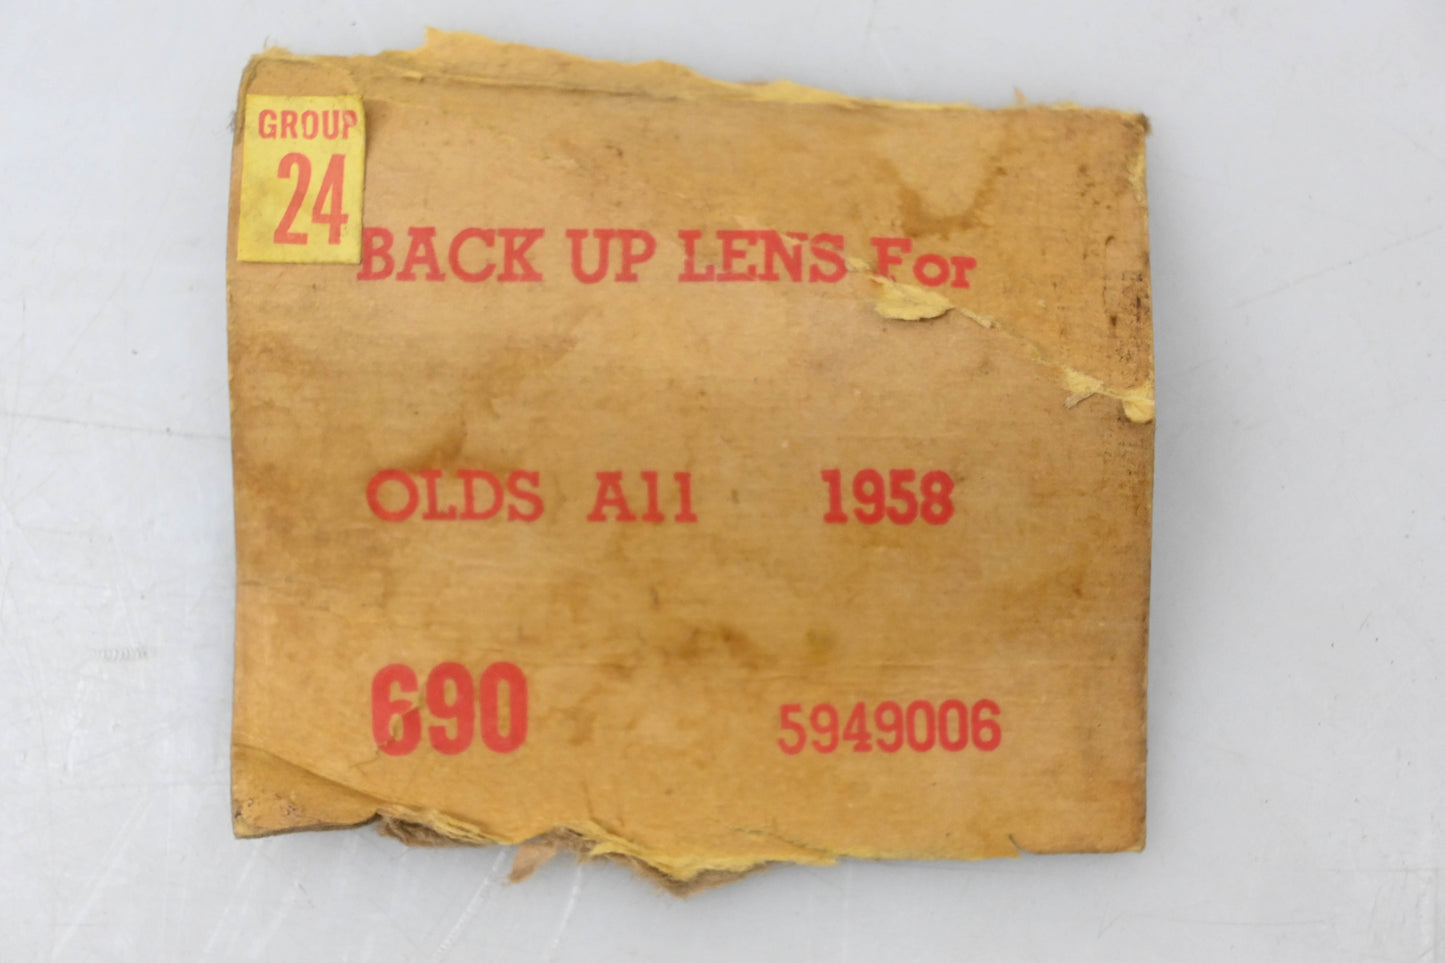 GROUP
24
BACK UP LENS For
OLDS All 1958
690 5949006